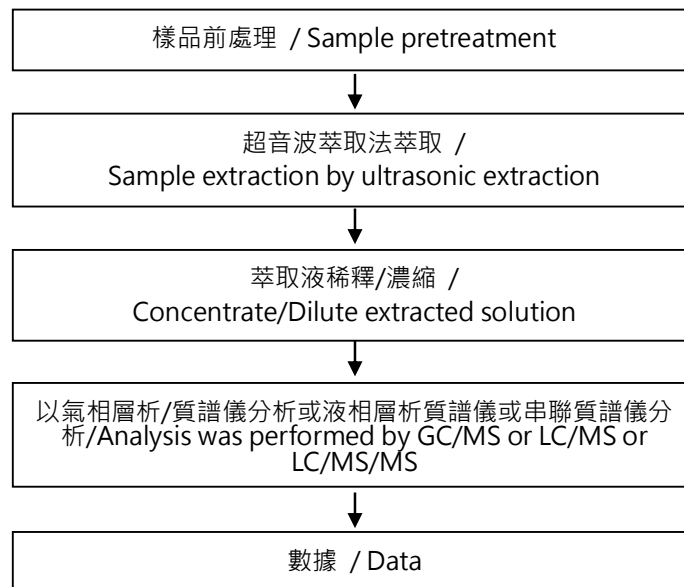 樣品前處理 / Sample pretreatment
超音波萃取法萃取 /
Sample extraction by ultrasonic extraction
萃取液稀釋/濃縮 /
Concentrate/Dilute extracted solution
以氣相層析/質譜儀分析或液相層析質譜儀或串聯質譜儀分
析/Analysis was performed by GC/MS or LC/MS or
LC/MS/MS
數據 / Data